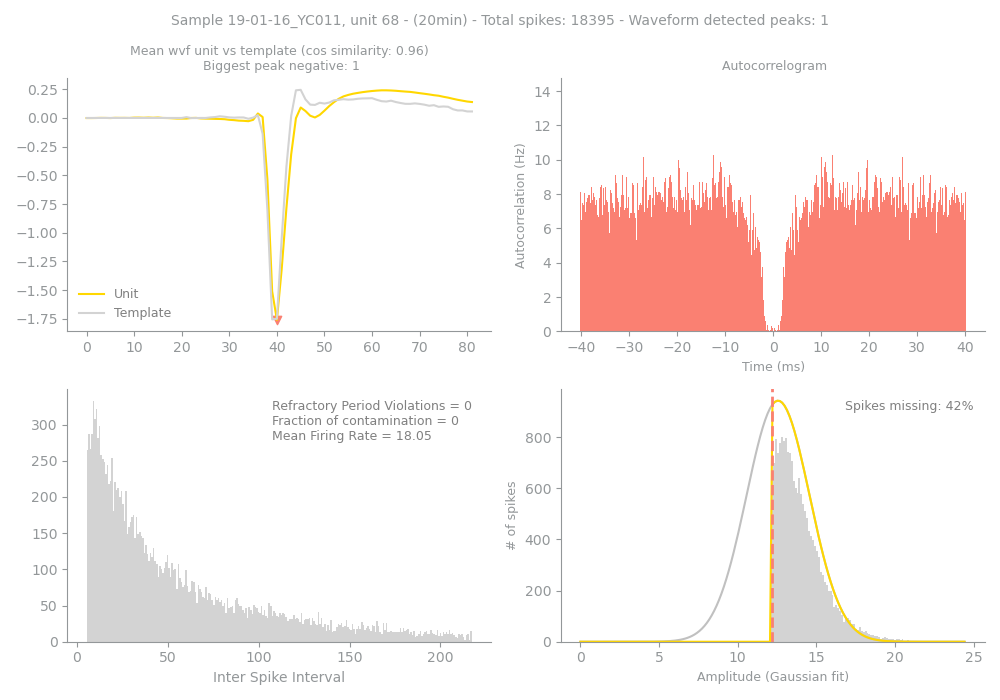 Sample 19-01-16_YC011, unit 68 - (20min) - Total spikes: 18395 - Waveform detected peaks: 1
Mean wvf unit vs template (cos similarity: 0.96)
Biggest peak negative: 1
0.25
0.00
−0.25
−0.50
−0.75
−1.00
−1.25
−1.50
−1.75
Unit
Template
0 10 20 30 40 50 60 70 80
Autocorrelogram
Autocorrelation (Hz)
14
12
10
8
6
4
2
0
−40 −30 −20 −10 0 10 20 30 40
Time (ms)
300
250
200
150
100
50
0
Refractory Period Violations = 0
Fraction of contamination = 0
Mean Firing Rate = 18.05
0 50 100 150 200
Inter Spike Interval
# of spikes
800
600
400
200
0
Spikes missing: 42%
0 5 10 15 20 25
Amplitude (Gaussian fit)